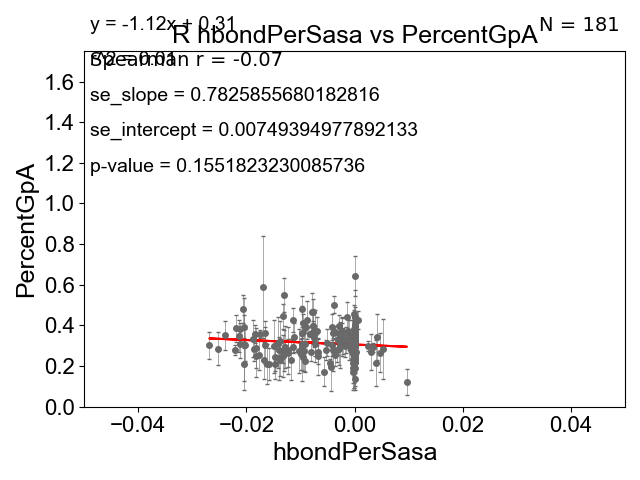 y = -1.12x + 0.31
N = 181
R hbondPerSasa vs PercentGpA
Spearman r = -0.07
se_slope = 0.7825855680182816
se_intercept = 0.00749394977892133
p-value = 0.1551823230085736
PercentGpA
1.6
1.4
1.2
1.0
0.8
0.6
0.4
0.2
0.0
−0.04 −0.02 0.00 0.02 0.04
hbondPerSasa